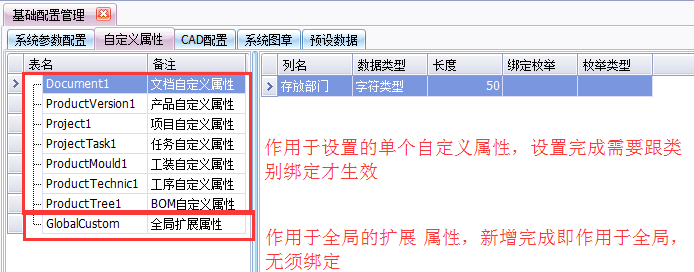 基础配置管理
系统参数配置 自定义属性 CAD配置 系统图章 预设数据
表名 备注
Document1 文档自定义属性
ProductVersion1 产品自定义属性
Project1 项目自定义属性
ProjectTask1 任务自定义属性
ProductMould1 工装自定义属性
ProductTechnic1 工序自定义属性
ProductTree1 BOM自定义属性
GlobalCustom 全局扩展属性
列名 数据类型 长度 绑定枚举 枚举类型
存放部门 字符类型 50
作用于设置的单个自定义属性，设置完成需要跟类
别绑定才生效
作用于全局的扩展 属性，新增完成即作用于全局，
无须绑定